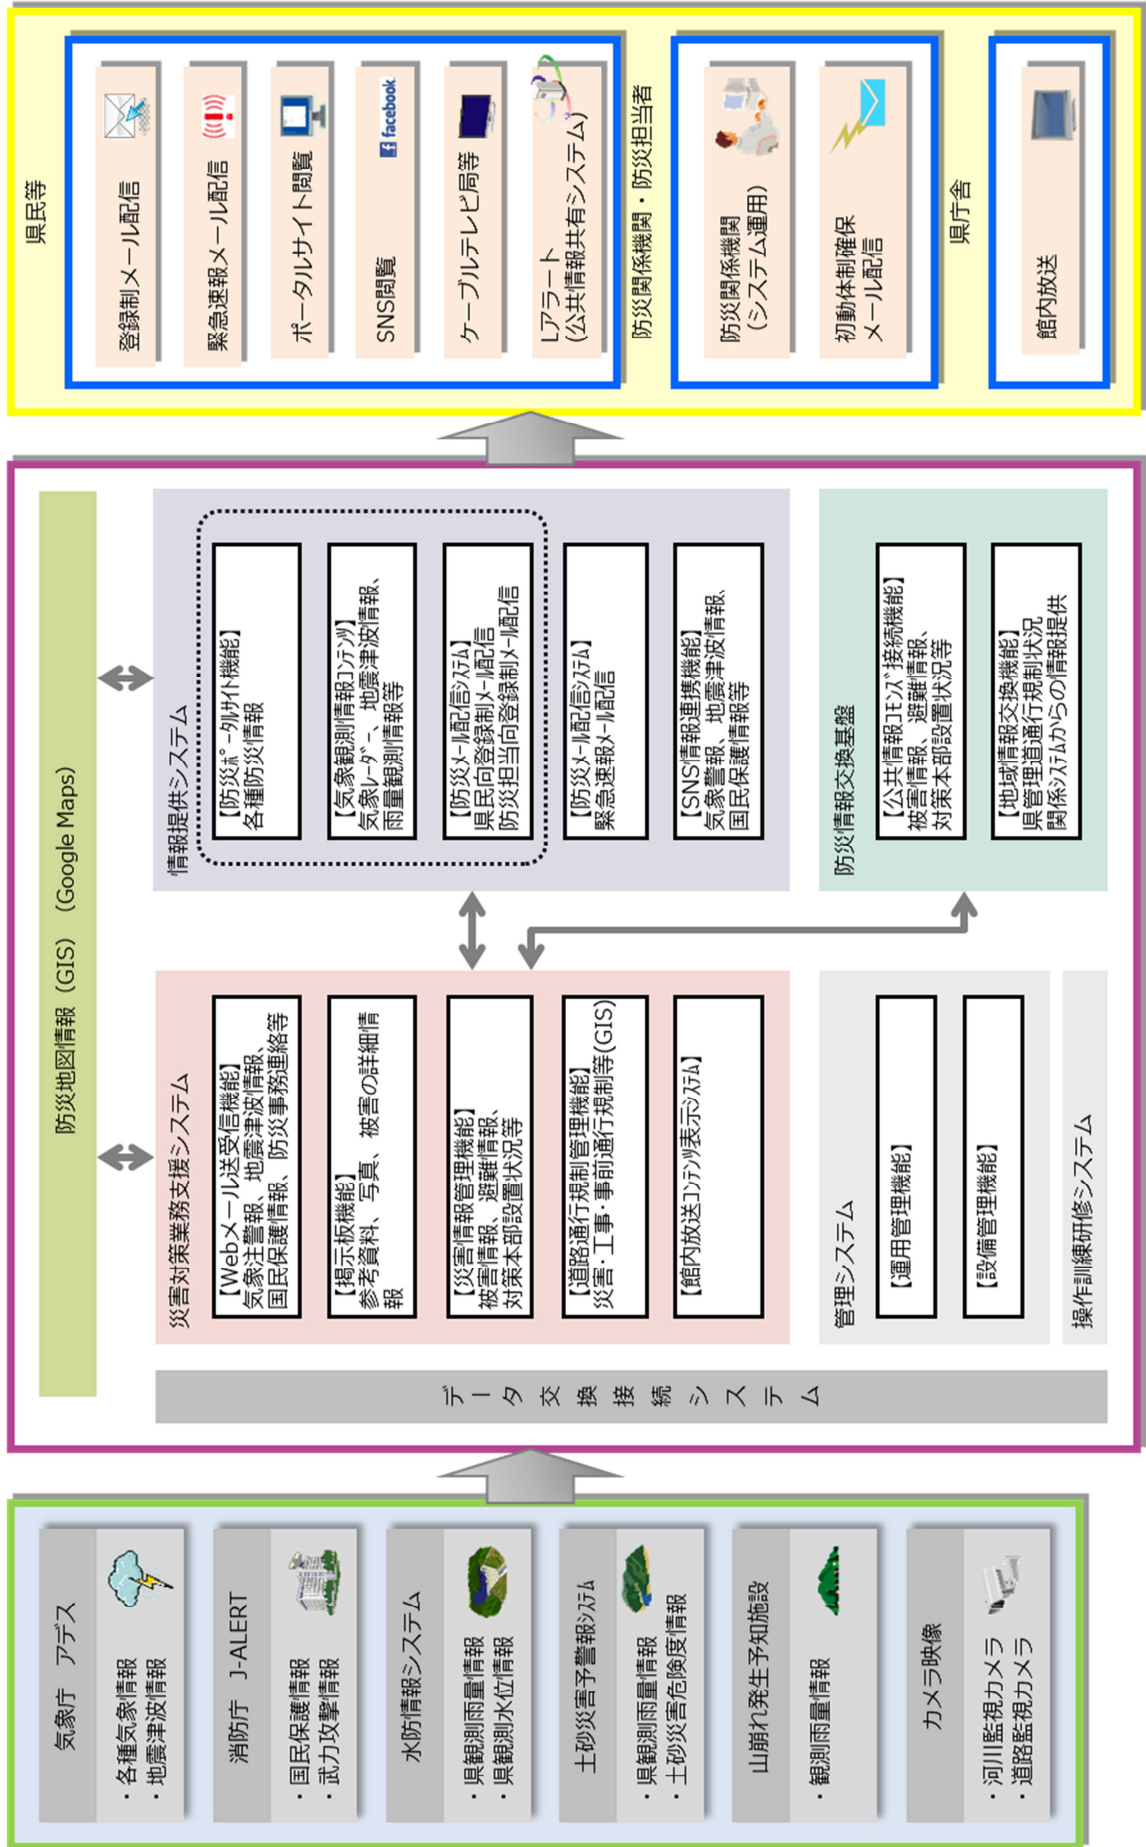 気象庁 アデス
・各種気象情報
・地震津波情報
消防庁 J-ALERT
・国民保護情報
・武力攻撃情報
水防情報システム
・県観測雨量情報
・県観測水位情報
土砂災害予警報ｼｽﾃﾑ
・県観測雨量情報
・土砂災害危険度情報
山崩れ発生予知施設
・観測雨量情報
カメラ映像
・河川監視カメラ
・道路監視カメラ
防災地図情報（GIS）（Google Maps）
データ交換接続システム
災害対策業務支援システム
【Webメール送受信機能】
気象注警報、地震津波情報、
国民保護情報、防災事務連絡等
【掲示板機能】
参考資料、写真、被害の詳細情
報
【災害情報管理機能】
被害情報、避難情報、
対策本部設置状況等
【道路通行規制管理機能】
災害･工事･事前通行規制等(GIS)
【館内放送ｺﾝﾃﾝﾂ表示ｼｽﾃﾑ】
管理システム
【運用管理機能】
【設備管理機能】
操作訓練研修システム
情報提供システム
【防災ﾎﾟｰﾀﾙｻｲﾄ機能】
各種防災情報
【気象観測情報ｺﾝﾃﾝﾂ】
気象ﾚｰﾀﾞｰ、地震津波情報、
雨量観測情報等
【防災ﾒｰﾙ配信ｼｽﾃﾑ】
県民向登録制ﾒｰﾙ配信
防災担当向登録制ﾒｰﾙ配信
【防災ﾒｰﾙ配信ｼｽﾃﾑ】
緊急速報ﾒｰﾙ配信
【SNS情報連携機能】
気象警報、地震津波情報、
国民保護情報等
防災情報交換基盤
【公共情報ｺﾓﾝｽﾞ接続機能】
被害情報、避難情報、
対策本部設置状況等
【地域情報交換機能】
県管理道通行規制状況
関係ｼｽﾃﾑからの情報提供
県民等
登録制メール配信
緊急速報メール配信
ポータルサイト閲覧
SNS閲覧
facebook
ケーブルテレビ局等
Lアラート
(公共情報共有システム)
防災関係機関・防災担当者
防災関係機関
（システム運用）
初動体制確保
メール配信
県庁舎
館内放送